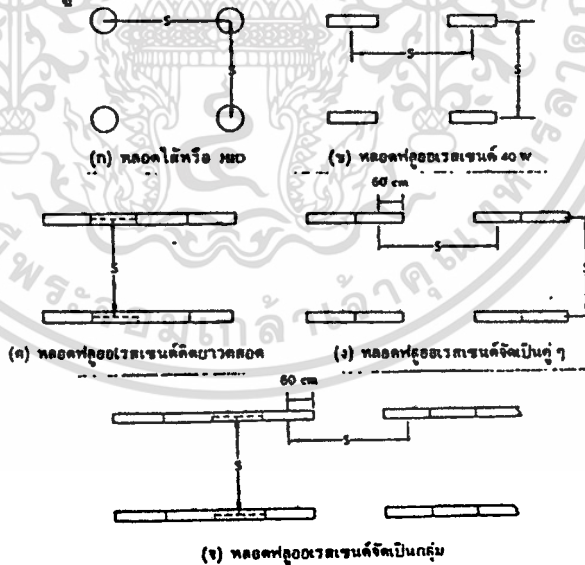 S
S
(ก) หลอดไส้หรือ HID
S
S
(ข) หลอดฟลูออเรสเซนต์ 40 W
S
(ค) หลอดฟลูออเรสเซนต์ติดยาวตลอด
60 cm
S
S
(ง) หลอดฟลูออเรสเซนต์จัดเป็นคู่ ๆ
60 cm
S
S
(จ) หลอดฟลูออเรสเซนต์จัดเป็นกลุ่ม